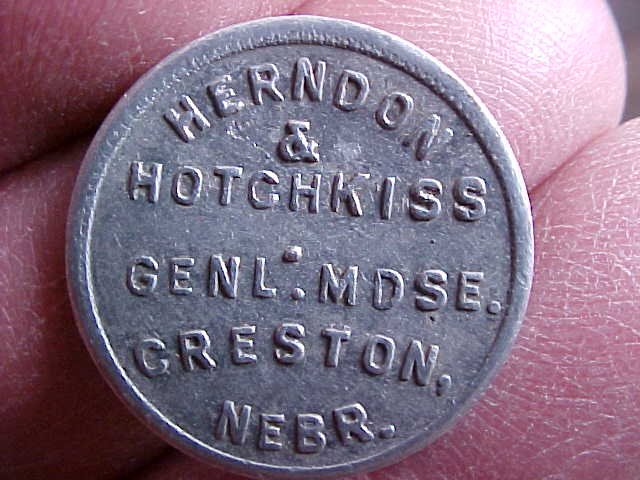 HERNDON
&
HOTCHKISS
GENL. MDSE.
CRESTON,
NEBR.